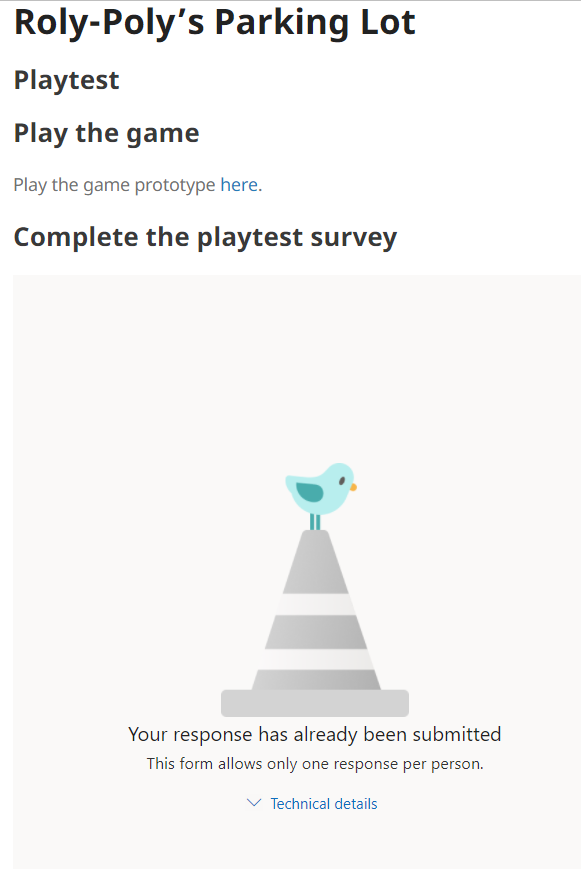 Roly-Poly’s Parking Lot
Playtest
Play the game
Play the game prototype here.
Complete the playtest survey
Your response has already been submitted
This form allows only one response per person.
Technical details